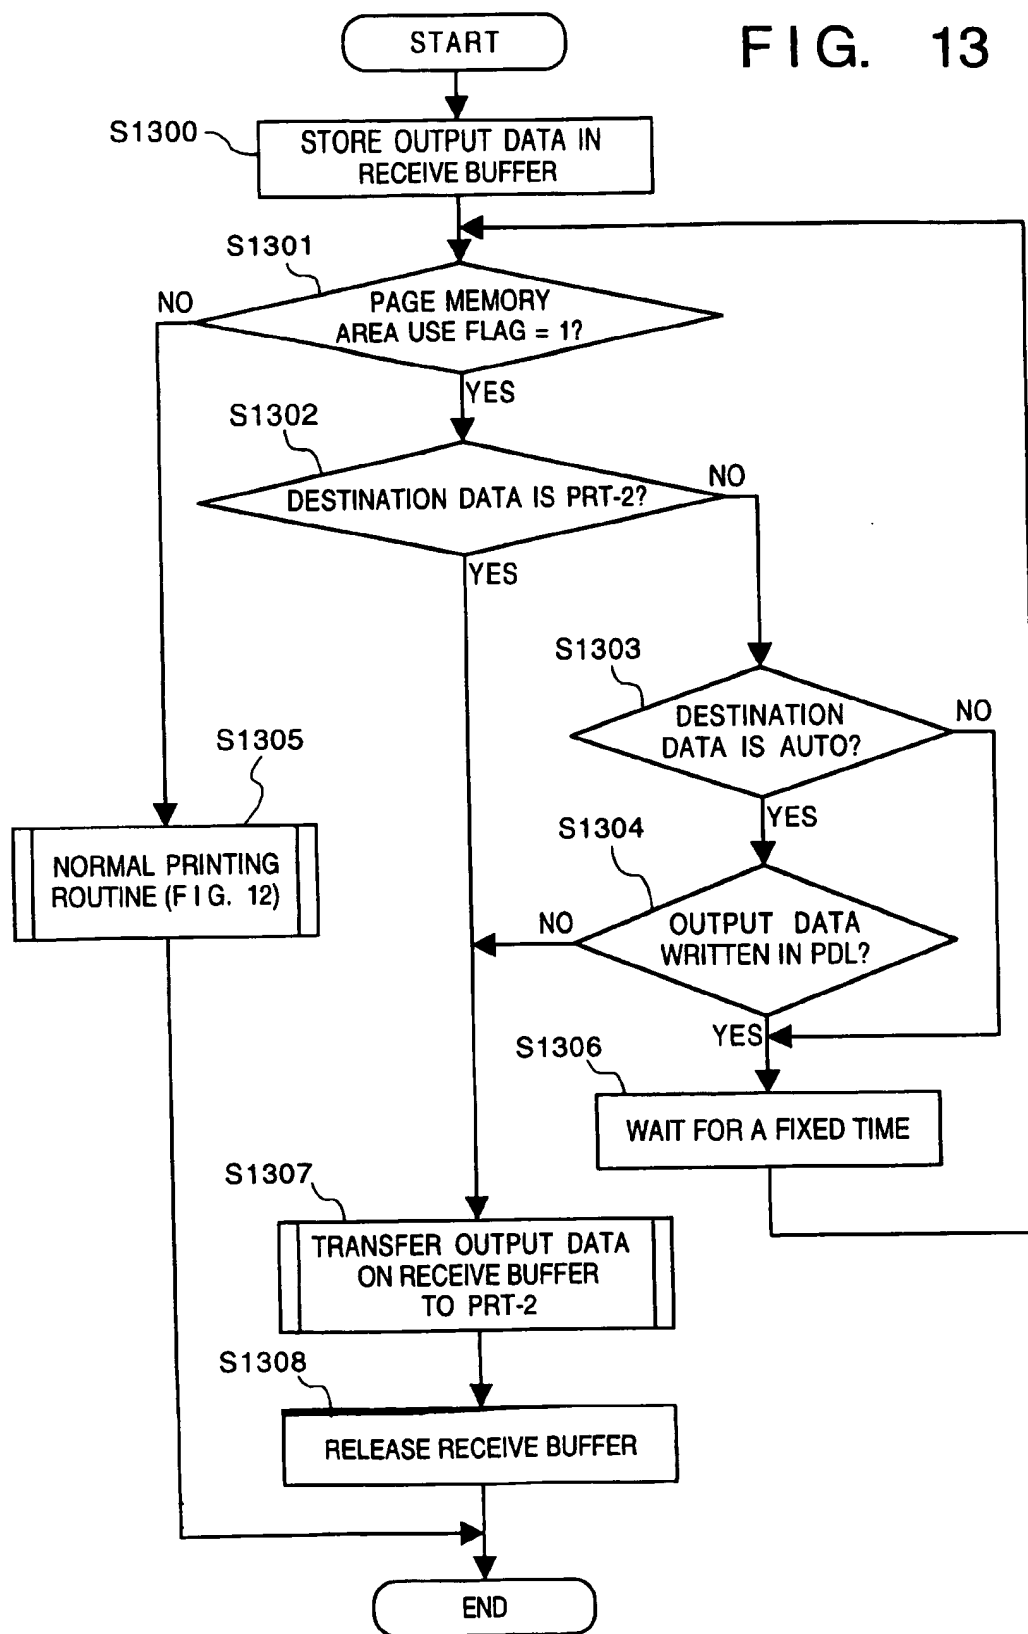 START
FIG. 13
S1300
STORE OUTPUT DATA IN
RECEIVE BUFFER
S1301
NO
PAGE MEMORY
AREA USE FLAG = 1?
YES
S1302
NO
DESTINATION DATA IS PRT-2?
YES
S1303
DESTINATION
DATA IS AUTO?
NO
S1305
YES
S1304
NORMAL PRINTING
ROUTINE (FIG. 12)
NO
OUTPUT DATA
WRITTEN IN PDL?
YES
S1306
WAIT FOR A FIXED TIME
S1307
TRANSFER OUTPUT DATA
ON RECEIVE BUFFER
TO PRT-2
S1308
RELEASE RECEIVE BUFFER
END